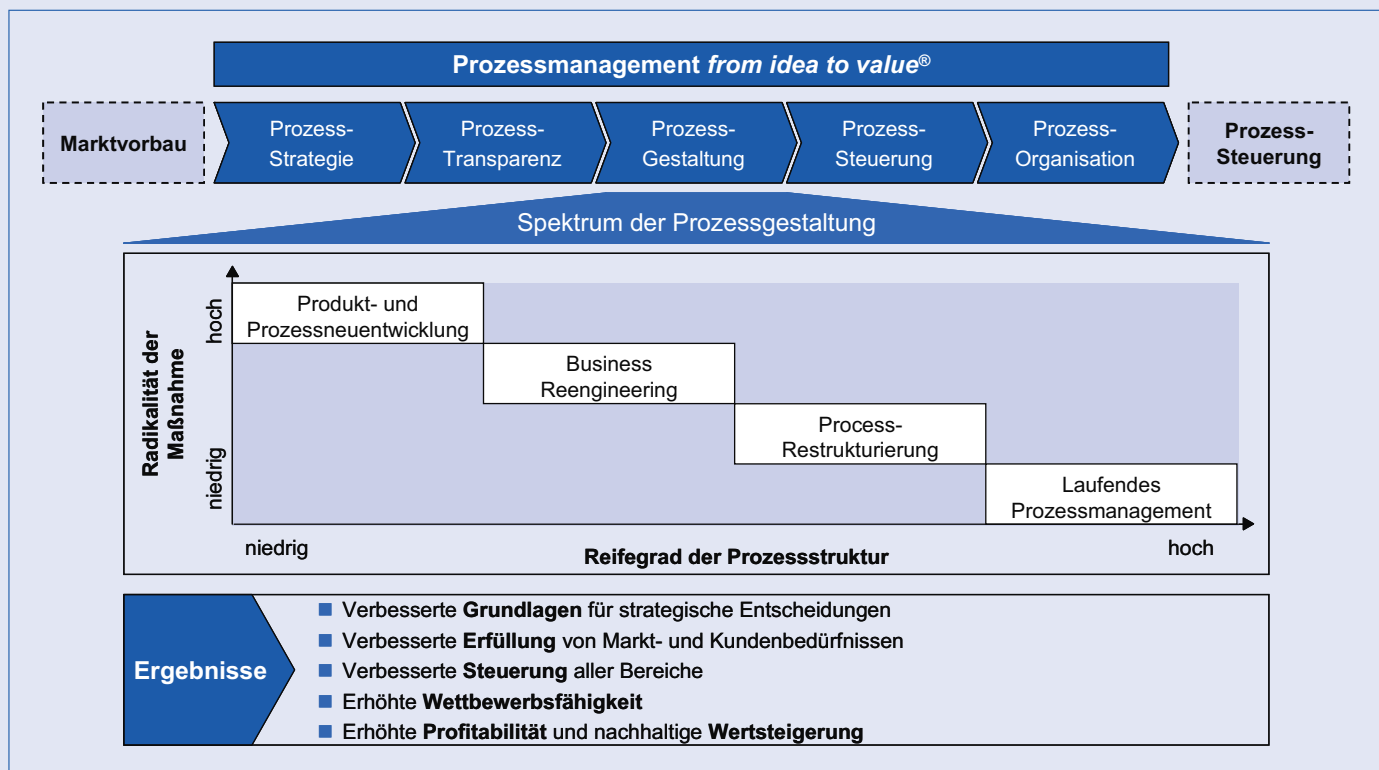 Prozessmanagement from idea to value®
Marktvorbau
Prozess-
Strategie
Prozess-
Transparenz
Prozess-
Gestaltung
Prozess-
Steuerung
Prozess-
Organisation
Prozess-
Steuerung
Spektrum der Prozessgestaltung
Radikalität der
Maßnahme
hoch
niedrig
Produkt- und
Prozessneuentwicklung
Business
Reengineering
Process-
Restrukturierung
Laufendes
Prozessmanagement
niedrig
Reifegrad der Prozessstruktur
hoch
Ergebnisse
Verbesserte Grundlagen für strategische Entscheidungen
Verbesserte Erfüllung von Markt- und Kundenbedürfnissen
Verbesserte Steuerung aller Bereiche
Erhöhte Wettbewerbsfähigkeit
Erhöhte Profitabilität und nachhaltige Wertsteigerung